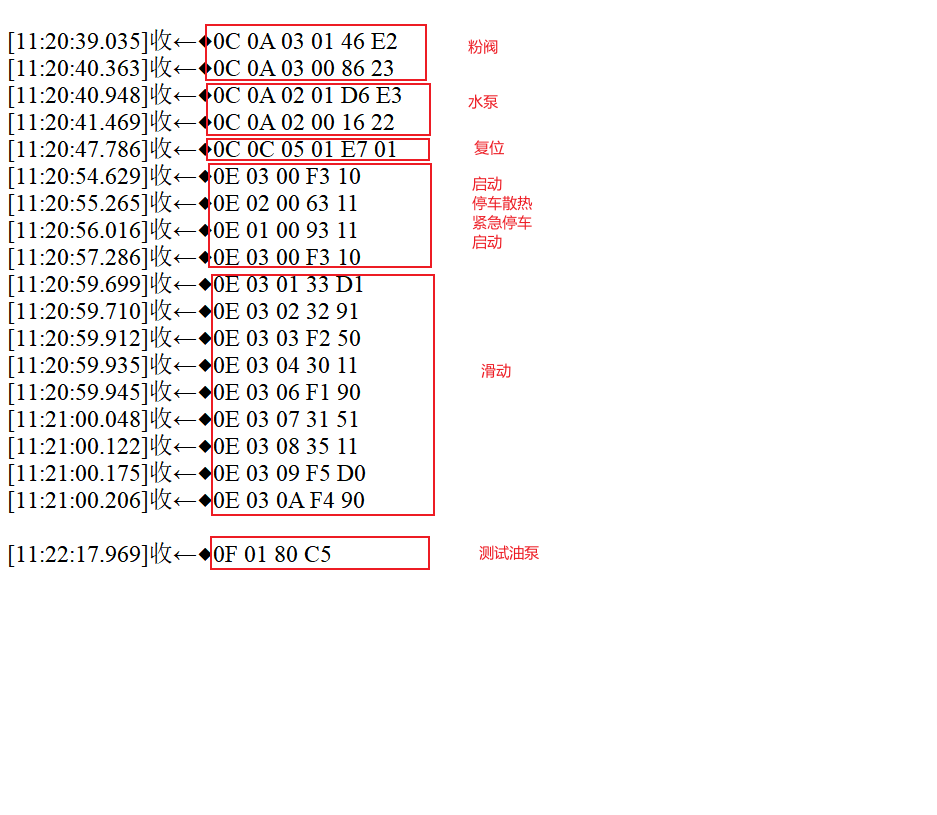 [11:20:39.035]收←◆0C 0A 03 01 46 E2
粉阀
[11:20:40.363]收←◆0C 0A 03 00 86 23
[11:20:40.948]收←◆0C 0A 02 01 D6 E3
水泵
[11:20:41.469]收←◆0C 0A 02 00 16 22
[11:20:47.786]收←◆0C 0C 05 01 E7 01
复位
[11:20:54.629]收←◆0E 03 00 F3 10
启动
[11:20:55.265]收←◆0E 02 00 63 11
停车散热
[11:20:56.016]收←◆0E 01 00 93 11
紧急停车
[11:20:57.286]收←◆0E 03 00 F3 10
启动
[11:20:59.699]收←◆0E 03 01 33 D1
[11:20:59.710]收←◆0E 03 02 32 91
[11:20:59.912]收←◆0E 03 03 F2 50
[11:20:59.935]收←◆0E 03 04 30 11
滑动
[11:20:59.945]收←◆0E 03 06 F1 90
[11:21:00.048]收←◆0E 03 07 31 51
[11:21:00.122]收←◆0E 03 08 35 11
[11:21:00.175]收←◆0E 03 09 F5 D0
[11:21:00.206]收←◆0E 03 0A F4 90
[11:22:17.969]收←◆0F 01 80 C5
测试油泵